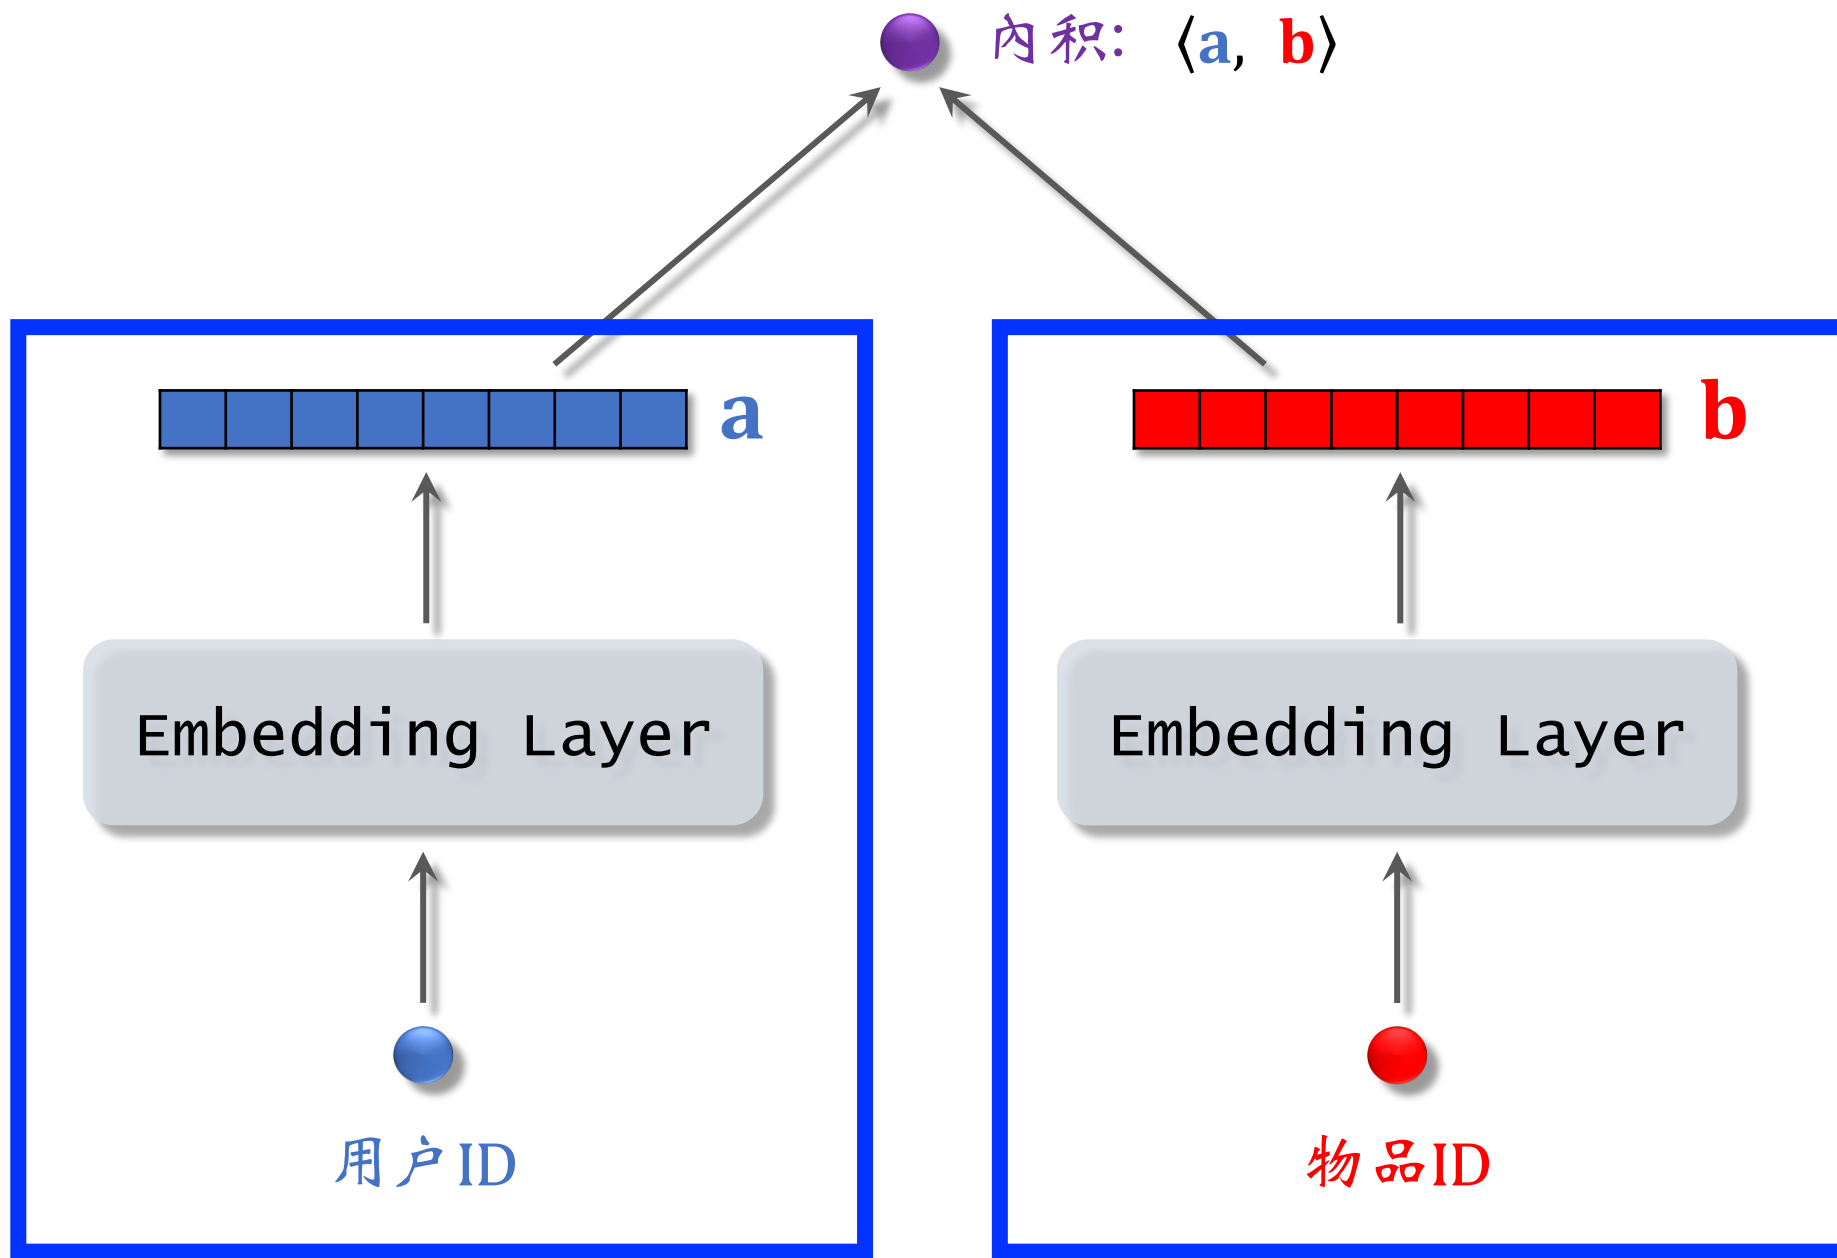 内积: ⟨a, b⟩
a
b
Embedding Layer
Embedding Layer
用户ID
物品ID